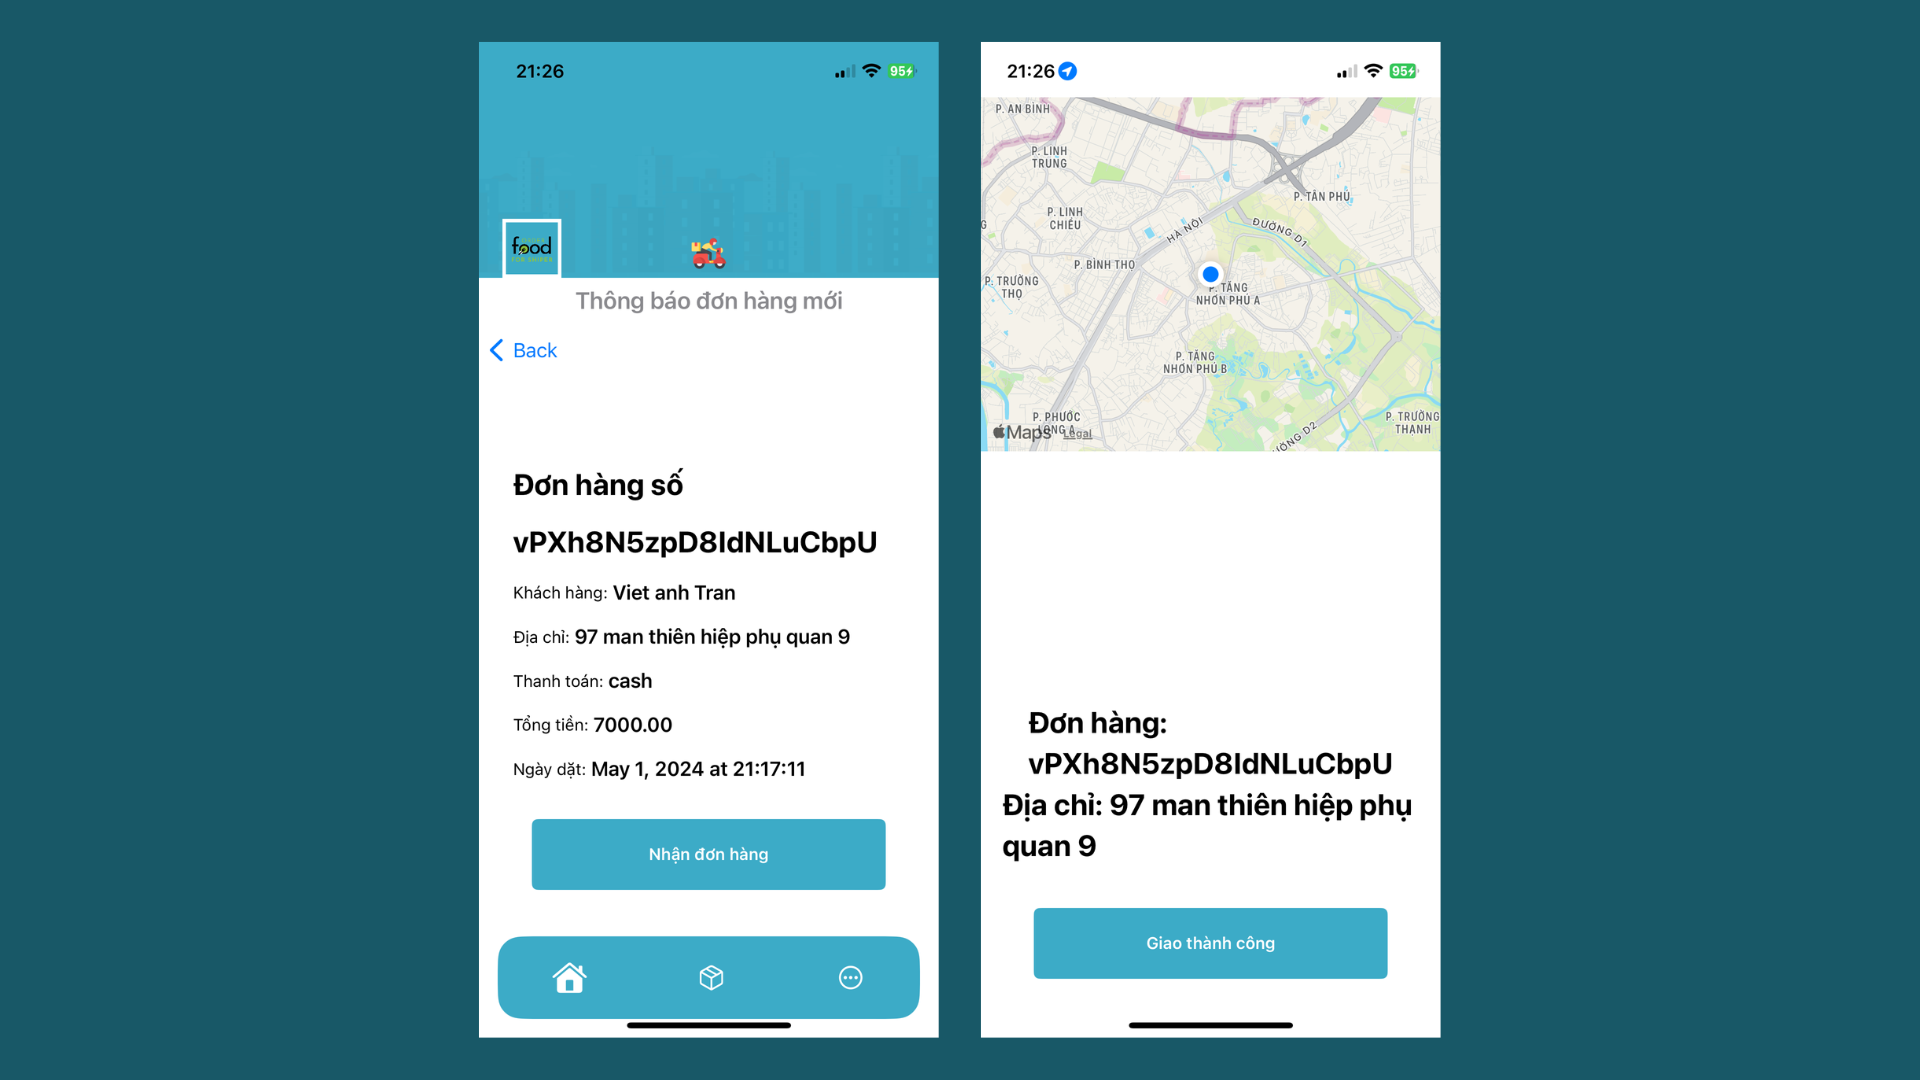 21:26
95
food
FOR SHIPER
Thông báo đơn hàng mới
Back
Đơn hàng số
vPXh8N5zpD8IdNLuCbpU
Khách hàng: Viet anh Tran
Địa chỉ: 97 man thiên hiệp phụ quan 9
Thanh toán: cash
Tổng tiền: 7000.00
Ngày dặt: May 1, 2024 at 21:17:11
Nhận đơn hàng
21:26
95
P. AN BÌNH
P. LINH
TRUNG
P. TÂN PHÚ
P. LINH
CHIỂU
HÀ NỘI
ĐƯỜNG D1
P. BÌNH THỌ
P. TRƯỜNG
THỌ
P. TĂNG
NHƠN PHÚ A
P. TĂNG
NHƠN PHÚ B
P. PHƯỚC
LONG A
P. TRƯỜNG
THẠNH
ƯỜNG D2
Maps
Legal
Đơn hàng:
vPXh8N5zpD8IdNLuCbpU
Địa chỉ: 97 man thiên hiệp phụ
quan 9
Giao thành công